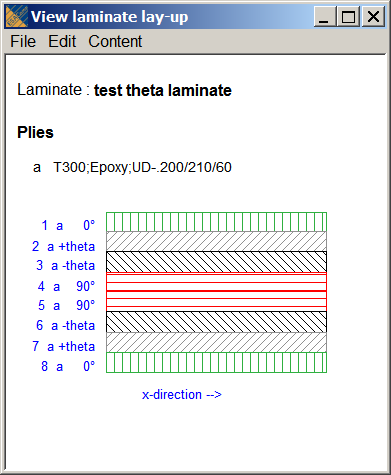 View laminate lay-up
File Edit Content
Laminate : test theta laminate
Plies
a T300;Epoxy;UD-.200/210/60
1 a 0°
2 a +theta
3 a -theta
4 a 90°
5 a 90°
6 a -theta
7 a +theta
8 a 0°
x-direction -->